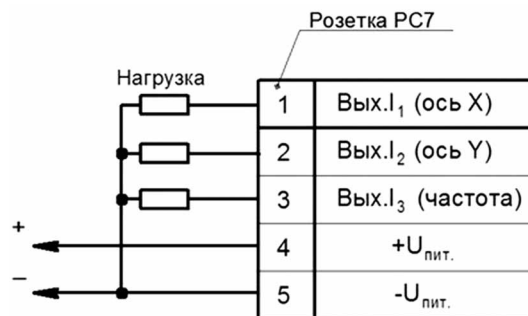 Розетка РС7
Нагрузка
1 Вых.I₁ (ось X)
2 Вых.I₂ (ось Y)
3 Вых.I₃ (частота)
+ 4 +Uпит.
– 5 -Uпит.